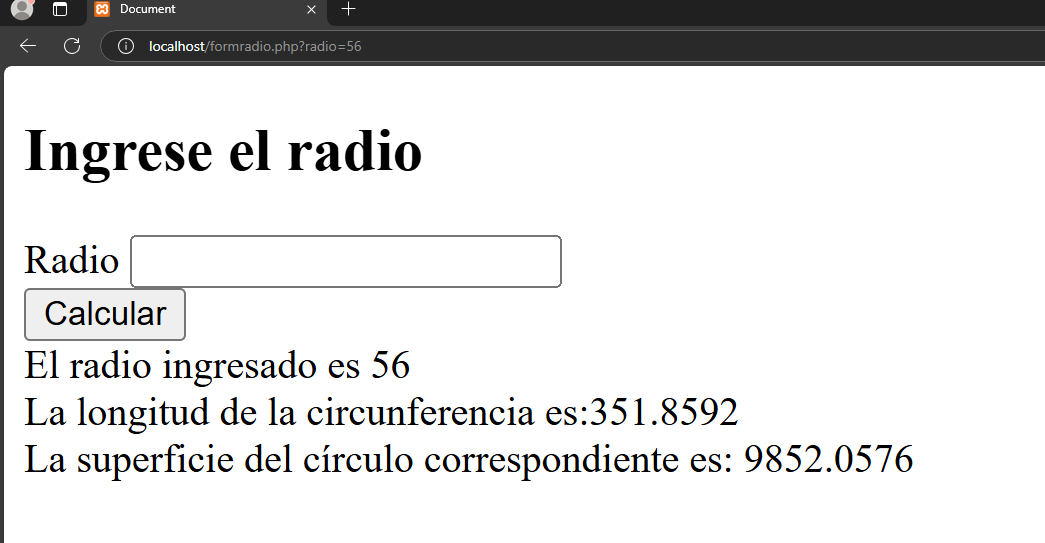 Document
localhost/formradio.php?radio=56
Ingrese el radio
Radio
Calcular
El radio ingresado es 56
La longitud de la circunferencia es:351.8592
La superficie del círculo correspondiente es: 9852.0576